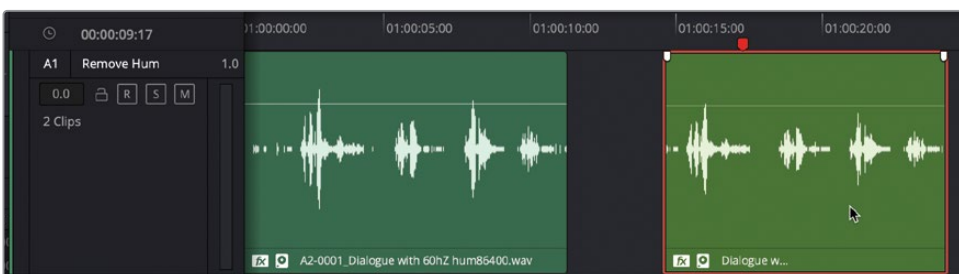 00:00:09:17
01:00:00:00 01:00:05:00 01:00:10:00 01:00:15:00 01:00:20:00
A1 Remove Hum 1.0
0.0 R S M
2 Clips
fx A2-0001_Dialogue with 60hZ hum86400.wav
fx Dialogue w...